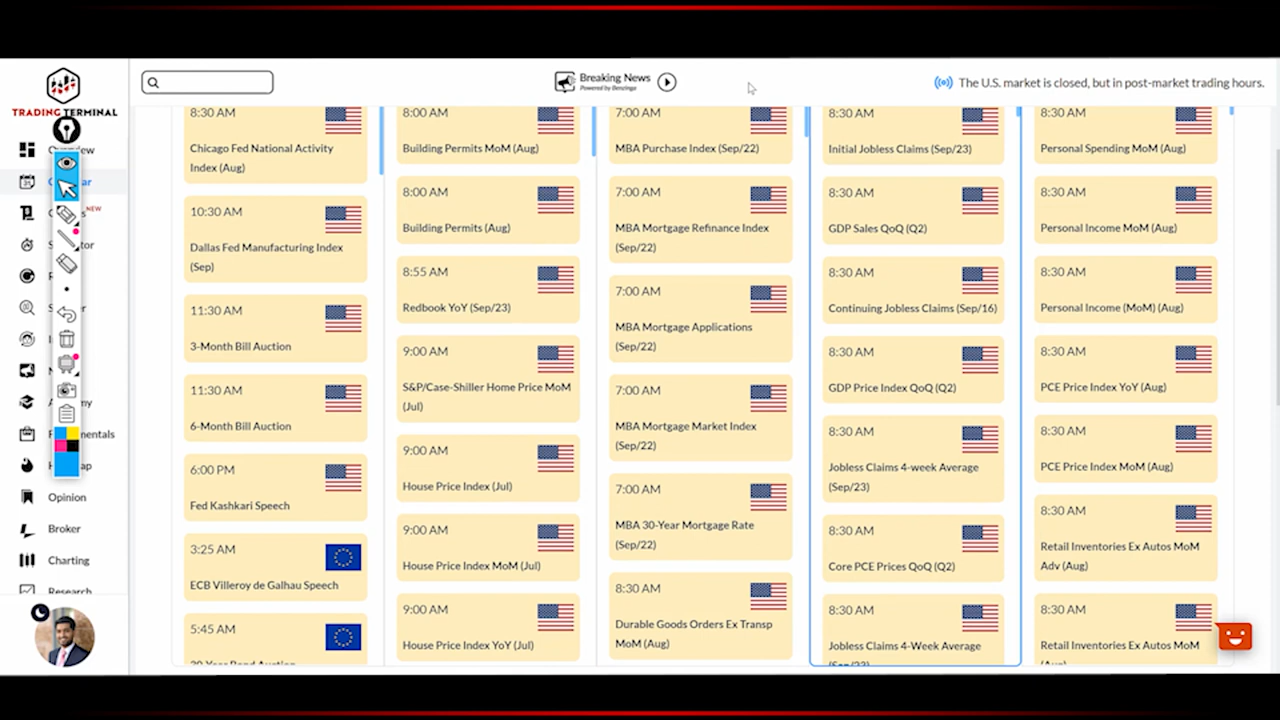 TRADING TERMINAL
Breaking News
Powered by Benzinga
The U.S. market is closed, but in post-market trading hours.
Overview
NEW
Opinion
Broker
Charting
Research
8:30 AM
Chicago Fed National Activity
Index (Aug)
10:30 AM
Dallas Fed Manufacturing Index
(Sep)
11:30 AM
3-Month Bill Auction
11:30 AM
6-Month Bill Auction
6:00 PM
Fed Kashkari Speech
3:25 AM
ECB Villeroy de Galhau Speech
5:45 AM
8:00 AM
Building Permits MoM (Aug)
8:00 AM
Building Permits (Aug)
8:55 AM
Redbook YoY (Sep/23)
9:00 AM
S&P/Case-Shiller Home Price MoM
(Jul)
9:00 AM
House Price Index (Jul)
9:00 AM
House Price Index MoM (Jul)
9:00 AM
House Price Index YoY (Jul)
7:00 AM
MBA Purchase Index (Sep/22)
7:00 AM
MBA Mortgage Refinance Index
(Sep/22)
7:00 AM
MBA Mortgage Applications
(Sep/22)
7:00 AM
MBA Mortgage Market Index
(Sep/22)
7:00 AM
MBA 30-Year Mortgage Rate
(Sep/22)
8:30 AM
Durable Goods Orders Ex Transp
MoM (Aug)
8:30 AM
Initial Jobless Claims (Sep/23)
8:30 AM
GDP Sales QoQ (Q2)
8:30 AM
Continuing Jobless Claims (Sep/16)
8:30 AM
GDP Price Index QoQ (Q2)
8:30 AM
Jobless Claims 4-week Average
(Sep/23)
8:30 AM
Core PCE Prices QoQ (Q2)
8:30 AM
Jobless Claims 4-Week Average
(Sep/23)
8:30 AM
Personal Spending MoM (Aug)
8:30 AM
Personal Income MoM (Aug)
8:30 AM
Personal Income (MoM) (Aug)
8:30 AM
PCE Price Index YoY (Aug)
8:30 AM
PCE Price Index MoM (Aug)
8:30 AM
Retail Inventories Ex Autos MoM
Adv (Aug)
8:30 AM
Retail Inventories Ex Autos MoM
(Aug)